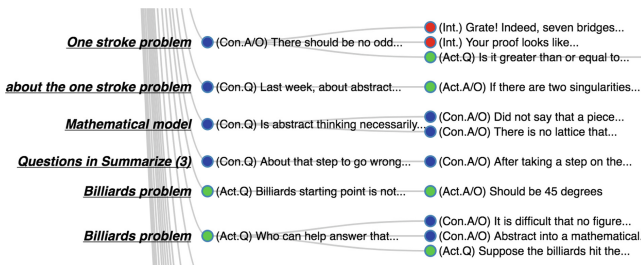 (Int.) Grate! Indeed, seven bridges...
One stroke problem (Con.A/O) There should be no odd... (Int.) Your proof looks like...
(Act.Q) Is it greater than or equal to...
about the one stroke problem (Con.Q) Last week, about abstract... (Act.A/O) If there are two singularities...
(Con.A/O) Did not say that a piece...
Mathematical model (Con.Q) Is abstract thinking necessarily...
(Con.A/O) There is no lattice that...
Questions in Summarize (3) (Con.Q) About that step to go wrong... (Con.A/O) After taking a step on the...
Billiards problem (Act.Q) Billiards starting point is not... (Act.A/O) Should be 45 degrees
(Con.A/O) It is difficult that no figure...
Billiards problem (Act.Q) Who can help answer that... (Con.A/O) Abstract into a mathematical
(Act.Q) Suppose the billiards hit the...